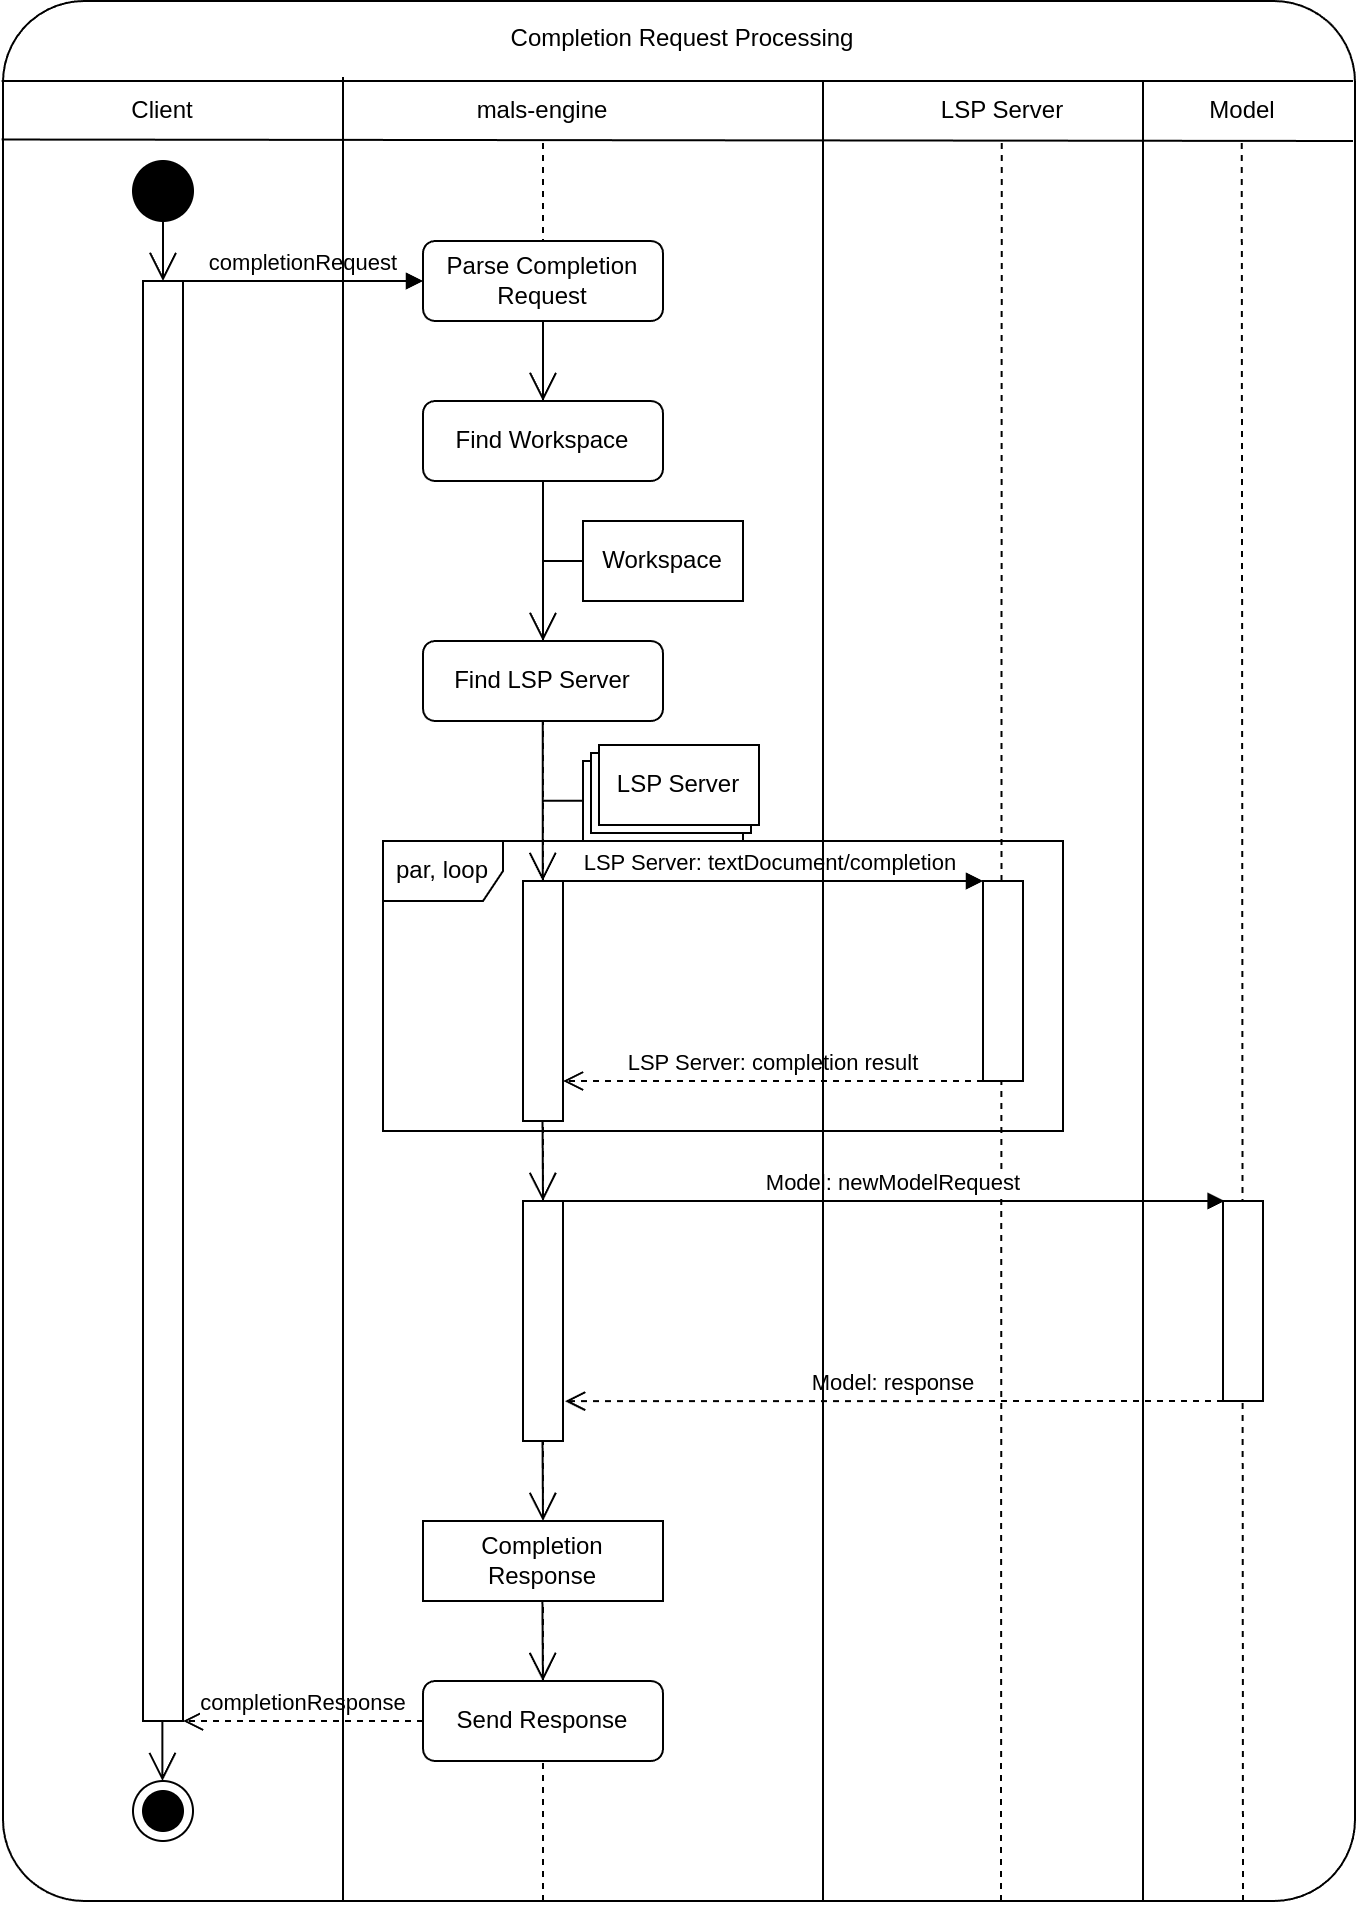 Completion Request Processing
Client
mals-engine
LSP Server
Model
completionRequest
Parse Completion
Request
Find Workspace
Workspace
Find LSP Server
LSP Server
par, loop
LSP Server: textDocument/completion
LSP Server: completion result
Model: newModelRequest
Model: response
Completion
Response
completionResponse
Send Response